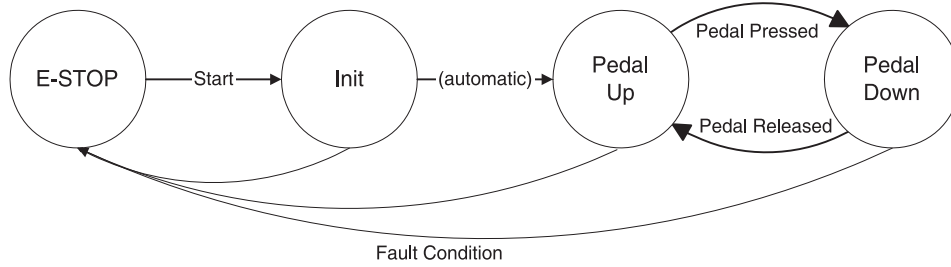 E-STOP
Start
Init
(automatic)
Pedal
Up
Pedal Pressed
Pedal Released
Pedal
Down
Fault Condition